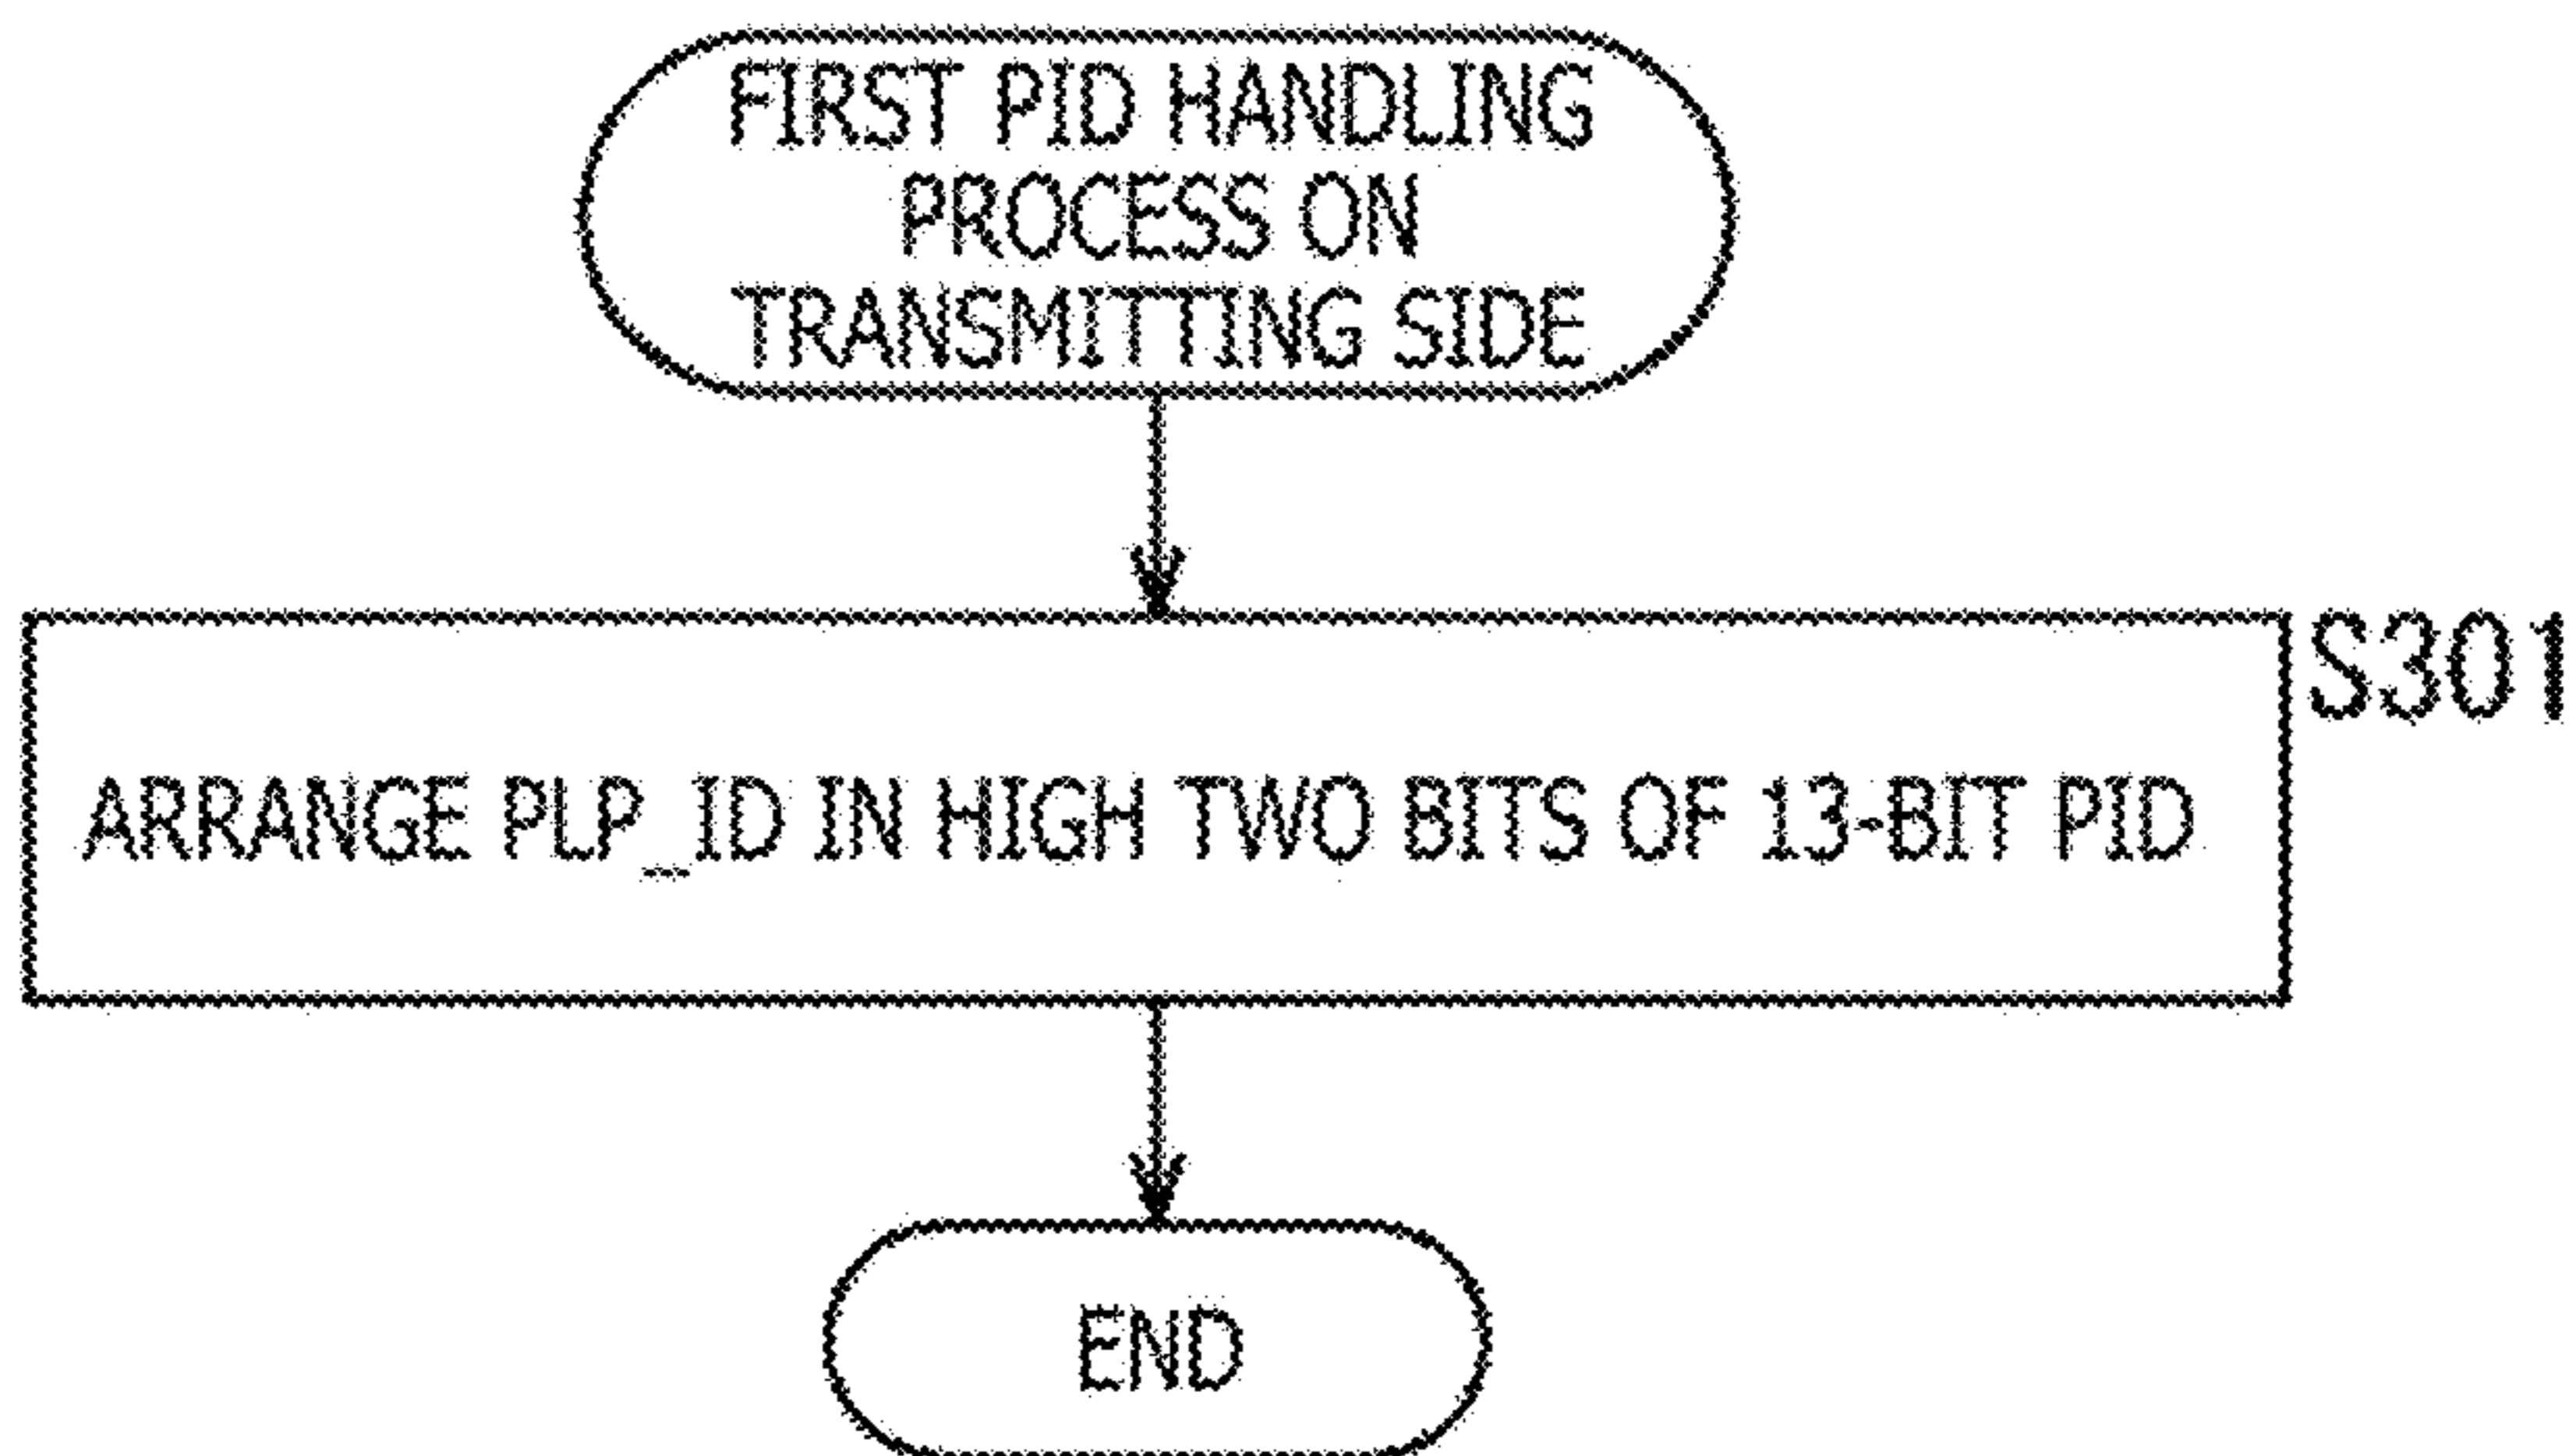 FIRST PID HANDLING
PROCESS ON
TRANSMITTING SIDE
S301
ARRANGE PLP_ID IN HIGH TWO BITS OF 13-BIT PID
END